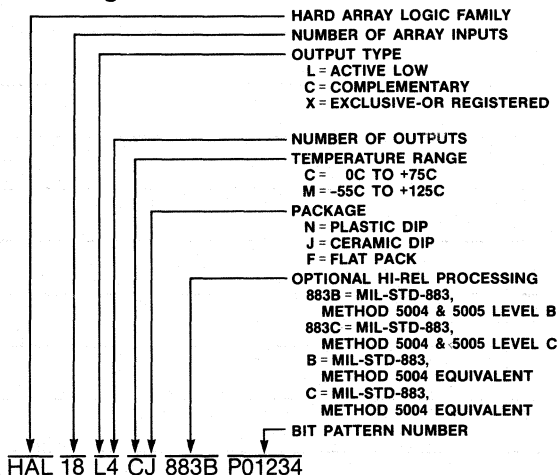 HARD ARRAY LOGIC FAMILY
NUMBER OF ARRAY INPUTS
OUTPUT TYPE
L = ACTIVE LOW
C = COMPLEMENTARY
X = EXCLUSIVE-OR REGISTERED
NUMBER OF OUTPUTS
TEMPERATURE RANGE
C = 0C TO +75C
M = -55C TO +125C
PACKAGE
N = PLASTIC DIP
J = CERAMIC DIP
F = FLAT PACK
OPTIONAL HI-REL PROCESSING
883B = MIL-STD-883,
METHOD 5004 & 5005 LEVEL B
883C = MIL-STD-883,
METHOD 5004 & 5005 LEVEL C
B = MIL-STD-883,
METHOD 5004 EQUIVALENT
C = MIL-STD-883,
METHOD 5004 EQUIVALENT
BIT PATTERN NUMBER
HAL 18 L4 CJ 883B P01234